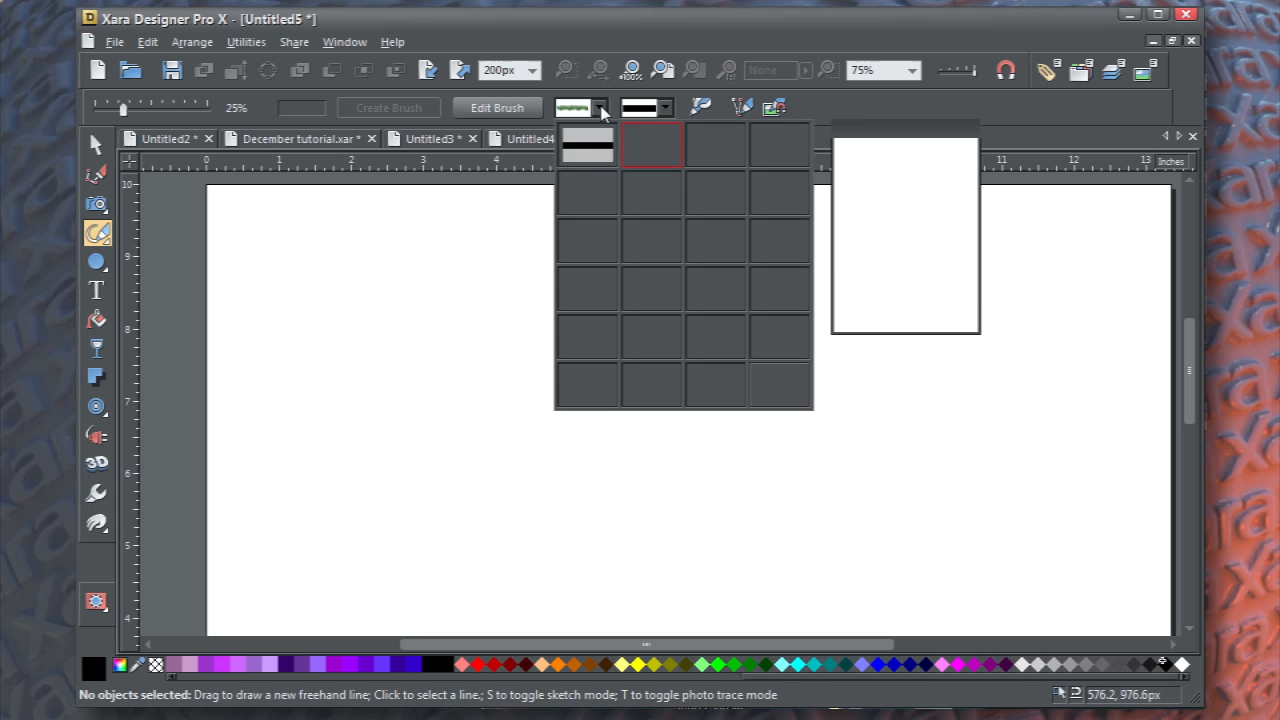 Xara Designer Pro X - [Untitled5 *]
File Edit Arrange Utilities Share Window Help
200px +100% None 75%
25% Create Brush Edit Brush
Untitled2 * December tutorial.xar * Untitled3 * Untitled4
0 1 2 3 4 11 12 13 Inches
10
9
8
7
6
5
4
T
3D
No objects selected: Drag to draw a new freehand line; Click to select a line.; S to toggle sketch mode; T to toggle photo trace mode
576.2, 976.6px